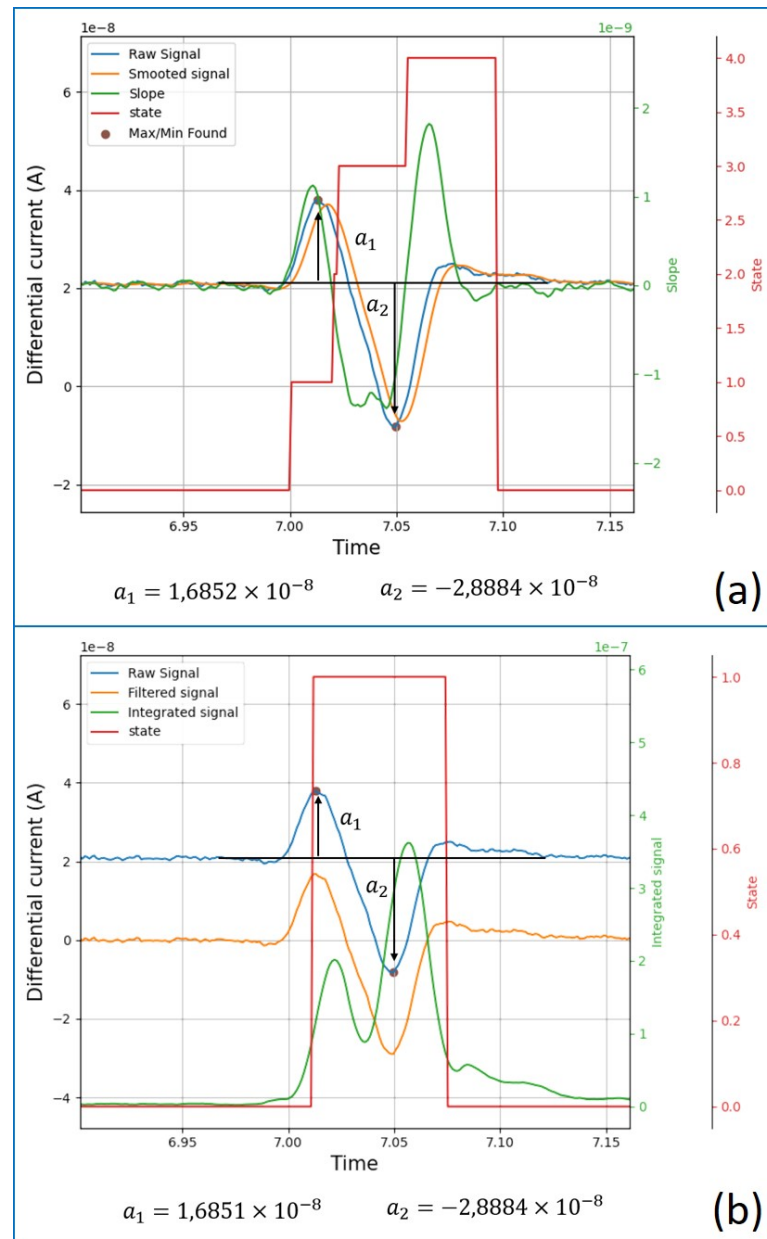 1e-8
1e-9
Raw Signal
Smooted signal
Slope
state
Max/Min Found
6
4
2
0
−2
Differential current (A)
a₁
a₂
2
1
0
−1
−2
Slope
4.0
3.5
3.0
2.5
2.0
1.5
1.0
0.5
0.0
State
6.95
7.00
7.05
7.10
7.15
Time
a₁ = 1,6852 × 10⁻⁸
a₂ = −2,8884 × 10⁻⁸
(a)
1e-8
1e-7
Raw Signal
Filtered signal
Integrated signal
state
6
4
2
0
−2
−4
Differential current (A)
a₁
a₂
6
5
4
3
2
1
0
Integrated signal
1.0
0.8
0.6
0.4
0.2
0.0
State
6.95
7.00
7.05
7.10
7.15
Time
a₁ = 1,6851 × 10⁻⁸
a₂ = −2,8884 × 10⁻⁸
(b)